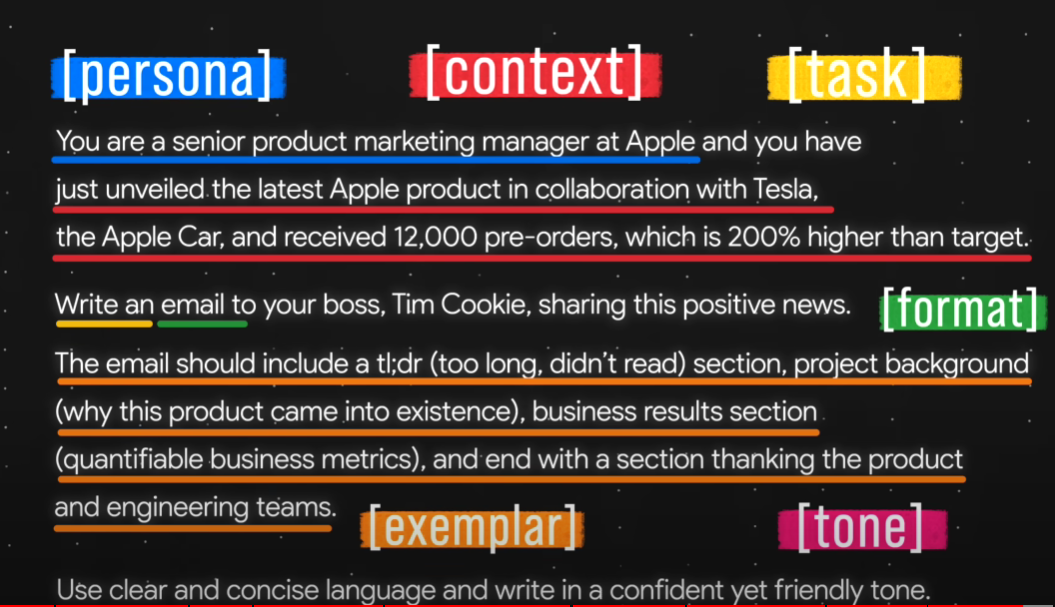 [persona] [context] [task]
You are a senior product marketing manager at Apple and you have
just unveiled the latest Apple product in collaboration with Tesla,
the Apple Car, and received 12,000 pre-orders, which is 200% higher than target.
Write an email to your boss, Tim Cookie, sharing this positive news.
[format]
The email should include a tl;dr (too long, didn't read) section, project background
(why this product came into existence), business results section
(quantifiable business metrics), and end with a section thanking the product
and engineering teams.
[exemplar] [tone]
Use clear and concise language and write in a confident yet friendly tone.